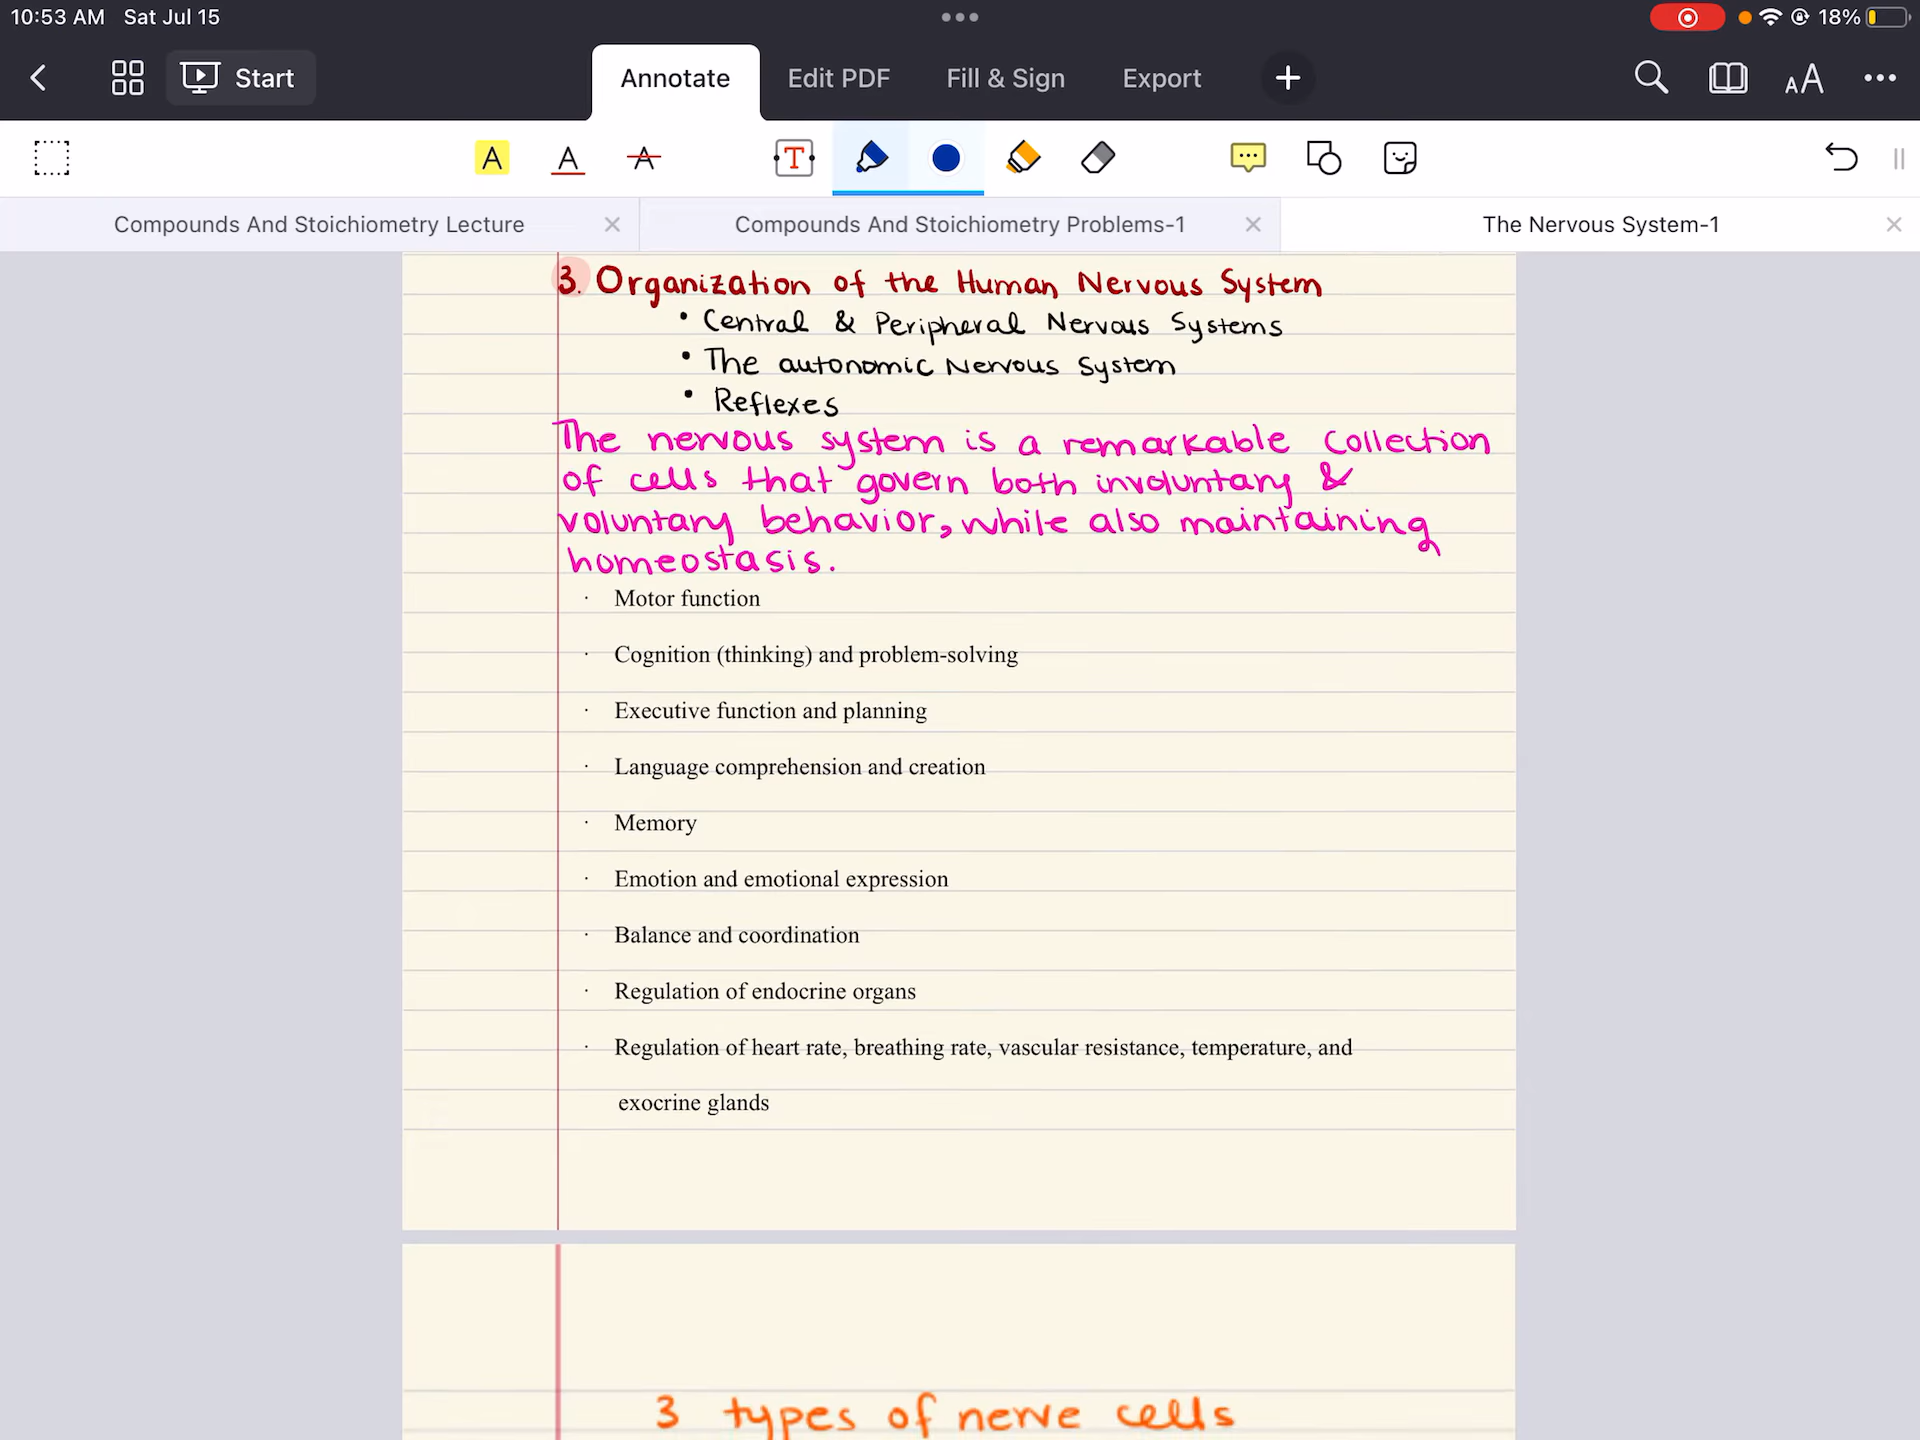 10:53 AM Sat Jul 15
18%
Start
Annotate
Edit PDF
Fill & Sign
Export
AA
A A A T
Compounds And Stoichiometry Lecture
Compounds And Stoichiometry Problems-1
The Nervous System-1
3. Organization of the Human Nervous System
• Central & Peripheral Nervous Systems
• The autonomic Nervous System
• Reflexes
The nervous system is a remarkable collection
of cells that govern both involuntary &
voluntary behavior, while also maintaining
homeostasis.
· Motor function
· Cognition (thinking) and problem-solving
· Executive function and planning
· Language comprehension and creation
· Memory
· Emotion and emotional expression
· Balance and coordination
· Regulation of endocrine organs
· Regulation of heart rate, breathing rate, vascular resistance, temperature, and
exocrine glands
3 types of nerve cells